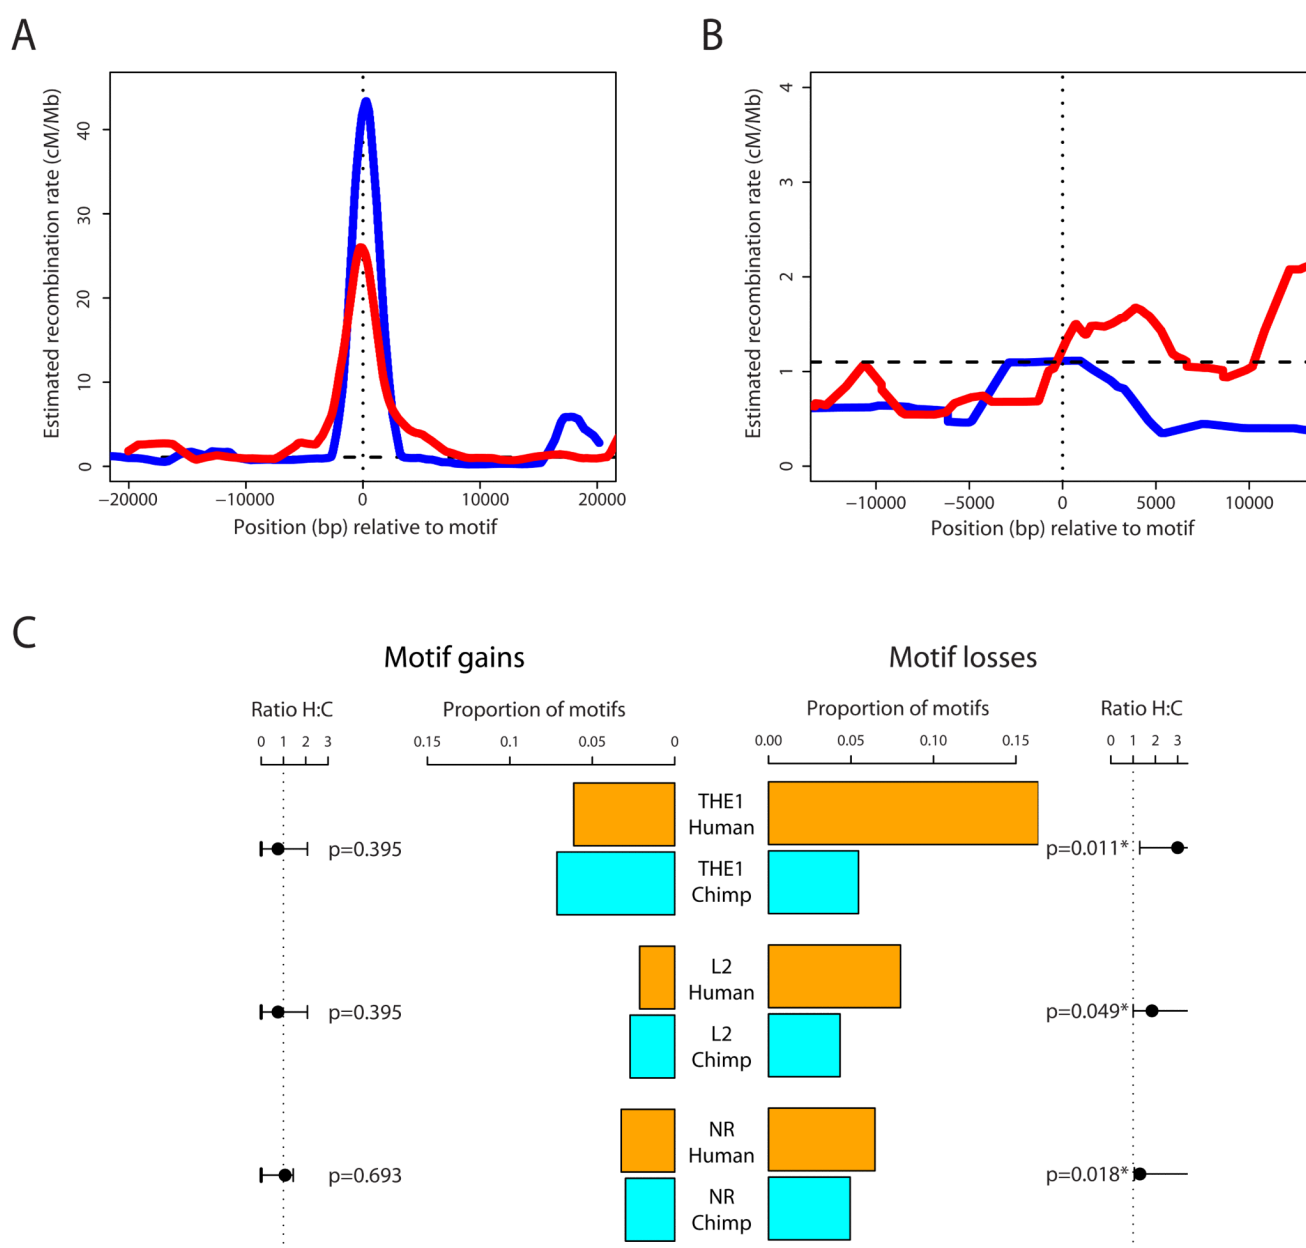 A
B
Estimated recombination rate (cM/Mb)
0
10
20
30
40
−20000
−10000
0
10000
20000
Position (bp) relative to motif
Estimated recombination rate (cM/Mb)
0
1
2
3
4
−10000
−5000
0
5000
10000
Position (bp) relative to motif
C
Motif gains
Motif losses
Ratio H:C
Proportion of motifs
Proportion of motifs
Ratio H:C
0 1 2 3
0.15 0.1 0.05 0
0.00 0.05 0.10 0.15
0 1 2 3
THE1
Human
p=0.395
p=0.011*
THE1
Chimp
L2
Human
p=0.395
p=0.049*
L2
Chimp
NR
Human
p=0.693
p=0.018*
NR
Chimp